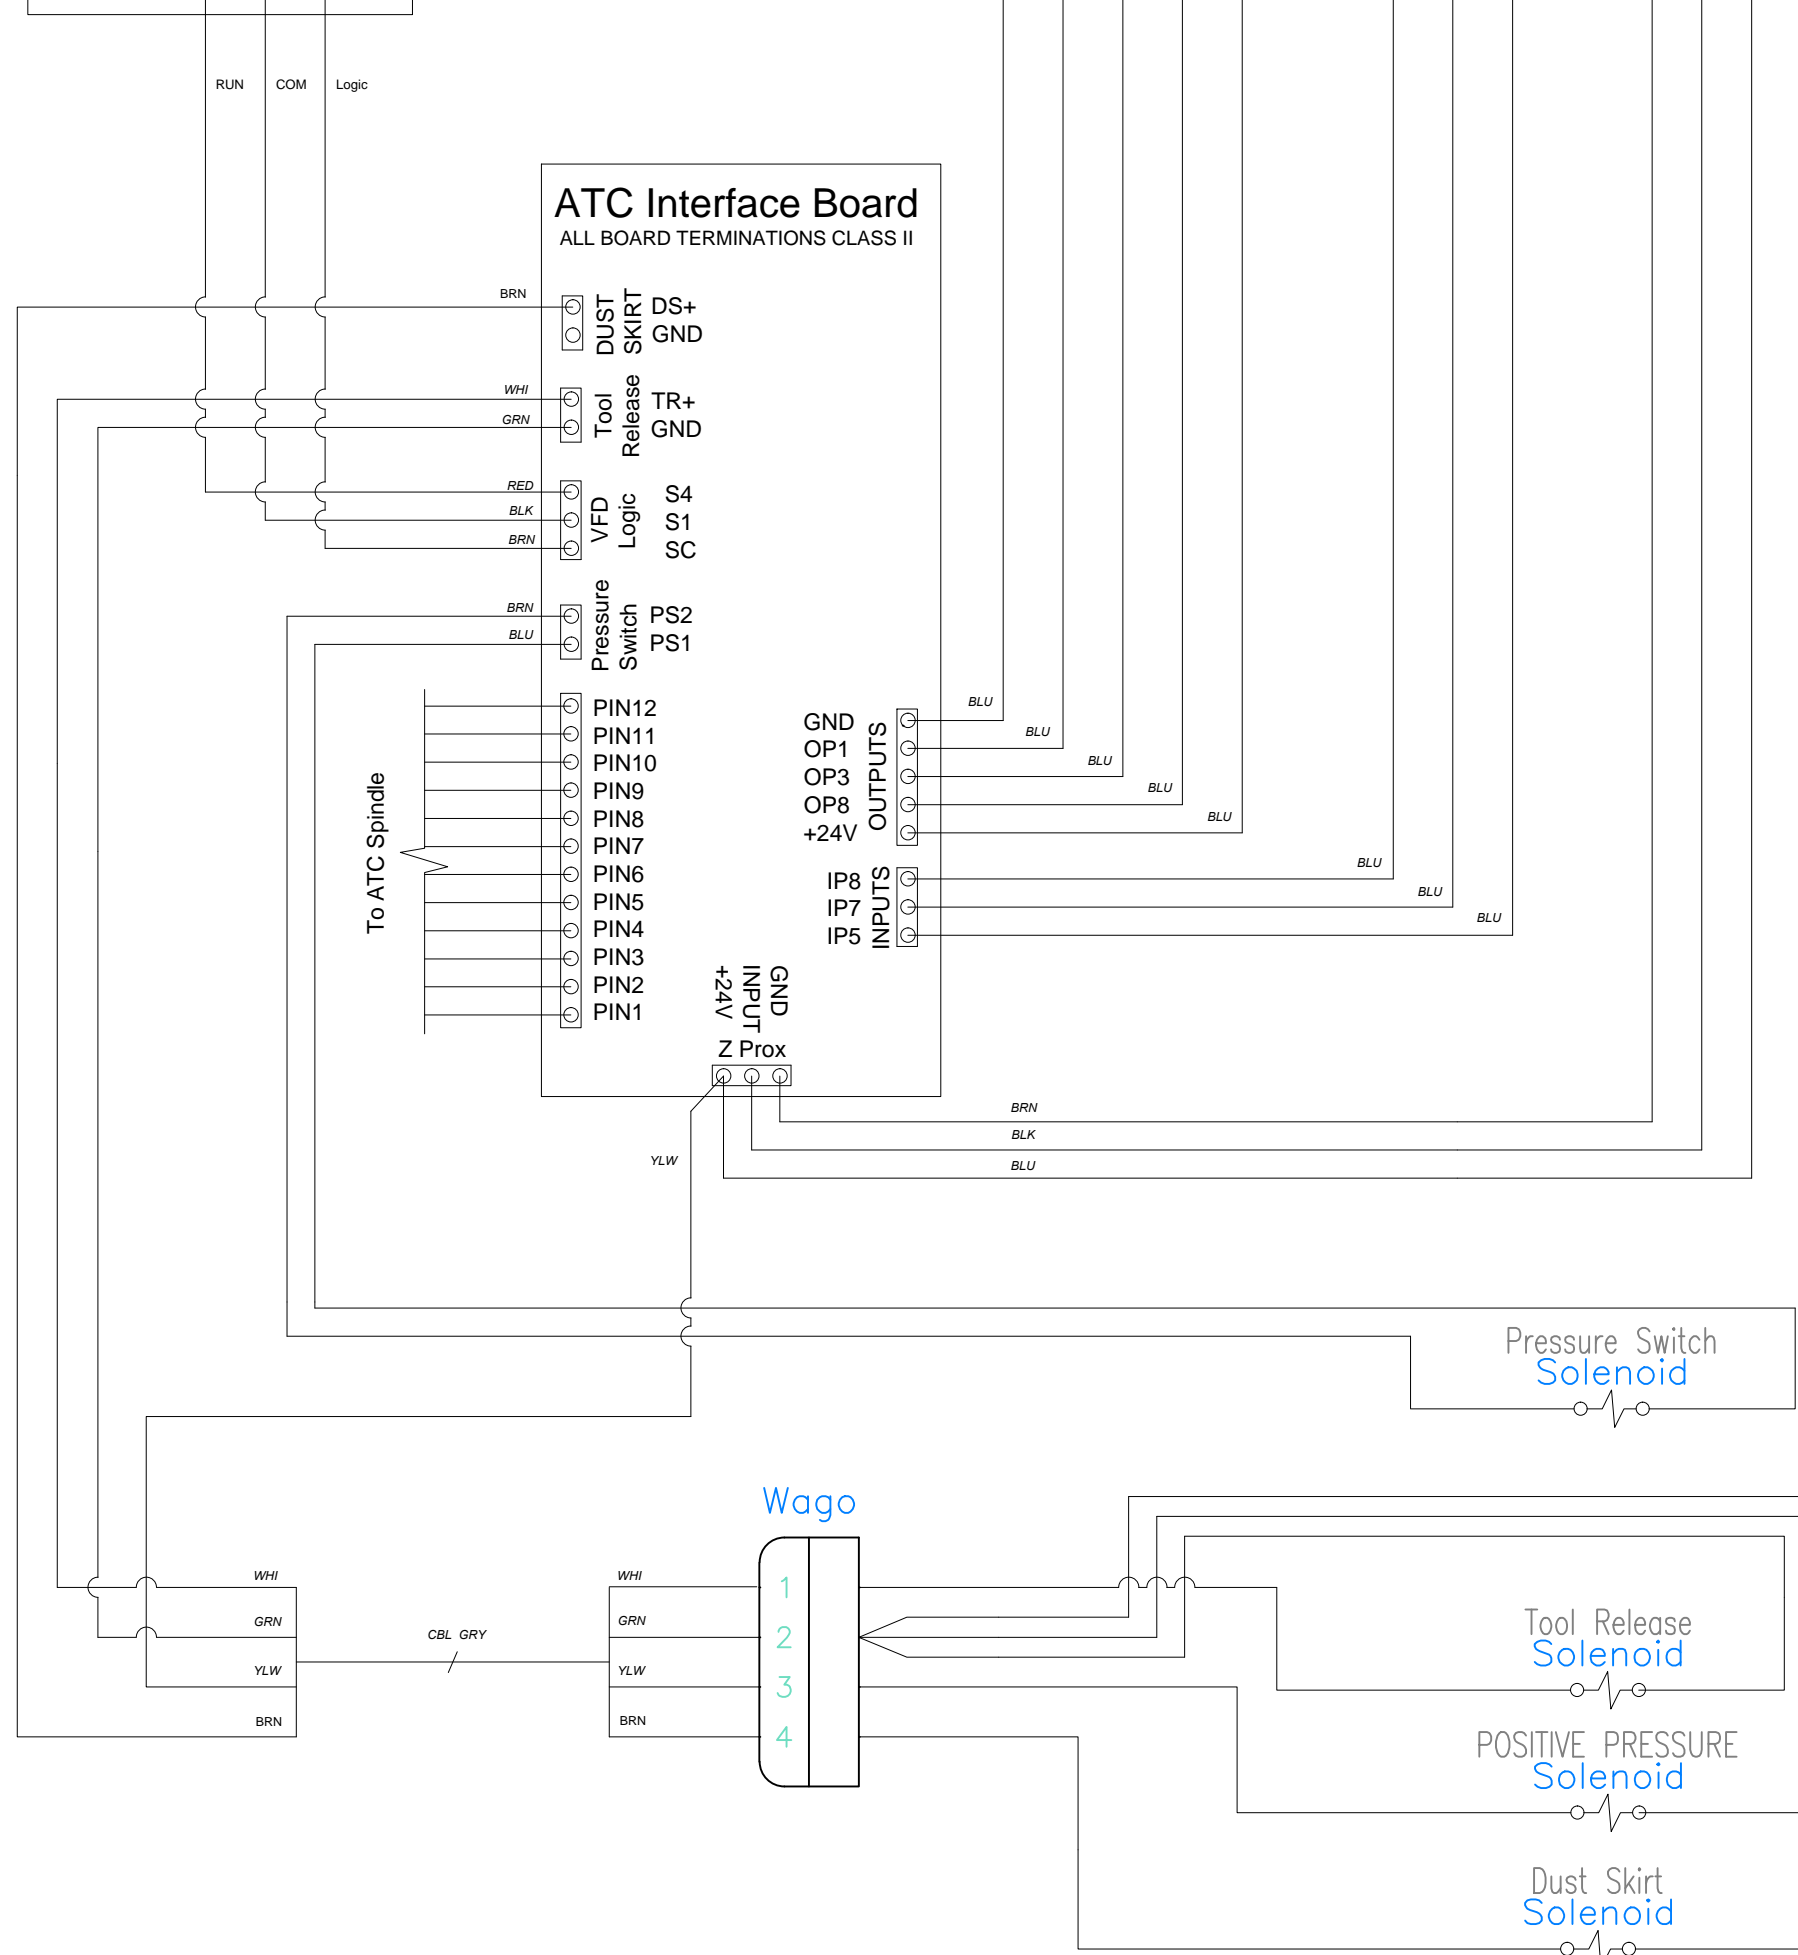 RUN COM Logic
ATC Interface Board
ALL BOARD TERMINATIONS CLASS II
BRN
DUST
SKIRT
DS+
GND
WHI
GRN
Tool
Release
TR+
GND
RED
BLK
BRN
VFD
Logic
S4
S1
SC
BRN
BLU
Pressure
Switch
PS2
PS1
To ATC Spindle
PIN12
PIN11
PIN10
PIN9
PIN8
PIN7
PIN6
PIN5
PIN4
PIN3
PIN2
PIN1
GND
OP1
OP3
OP8
+24V
OUTPUTS
BLU
BLU
BLU
BLU
BLU
IP8
IP7
IP5
INPUTS
BLU
BLU
BLU
GND
INPUT
+24V
Z Prox
BRN
BLK
BLU
YLW
Pressure Switch
Solenoid
Wago
WHI
GRN
YLW
BRN
CBL GRY
WHI
GRN
YLW
BRN
1
2
3
4
Tool Release
Solenoid
POSITIVE PRESSURE
Solenoid
Dust Skirt
Solenoid